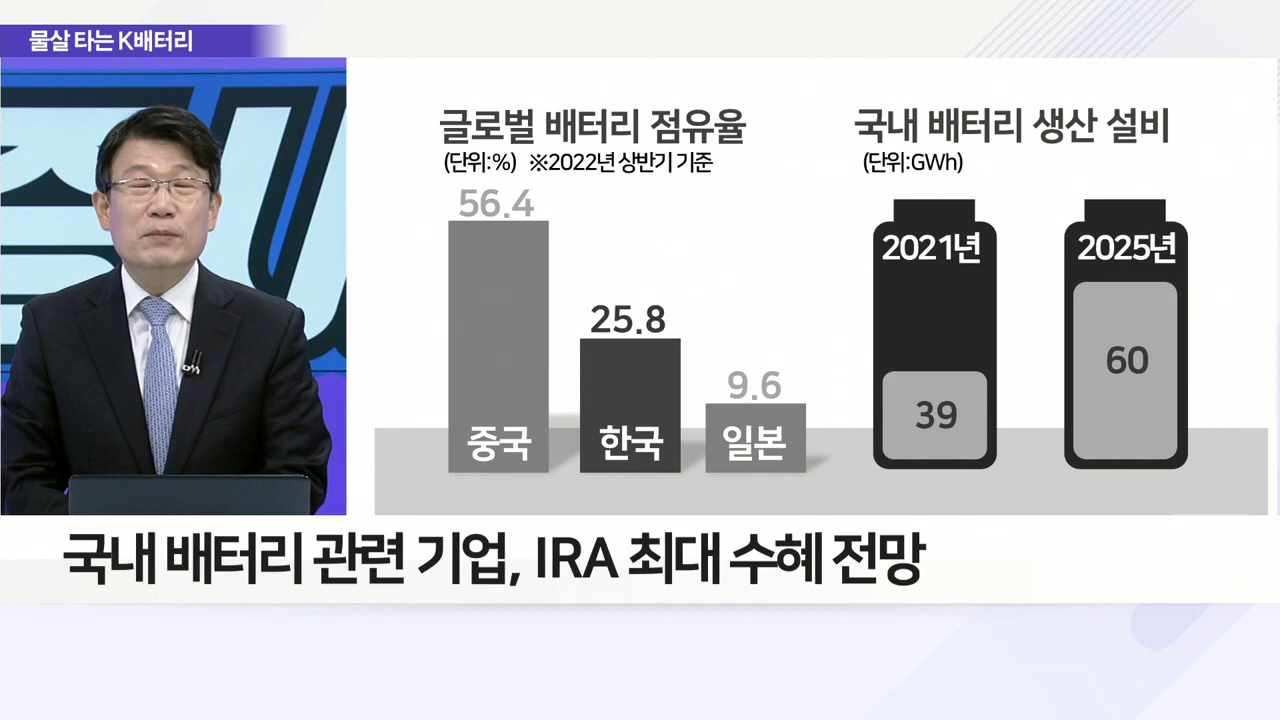 물살 타는 K배터리
글로벌 배터리 점유율
(단위:%) ※2022년 상반기 기준
56.4
25.8
9.6
중국
한국
일본
국내 배터리 생산 설비
(단위:GWh)
2021년
2025년
39
60
국내 배터리 관련 기업, IRA 최대 수혜 전망